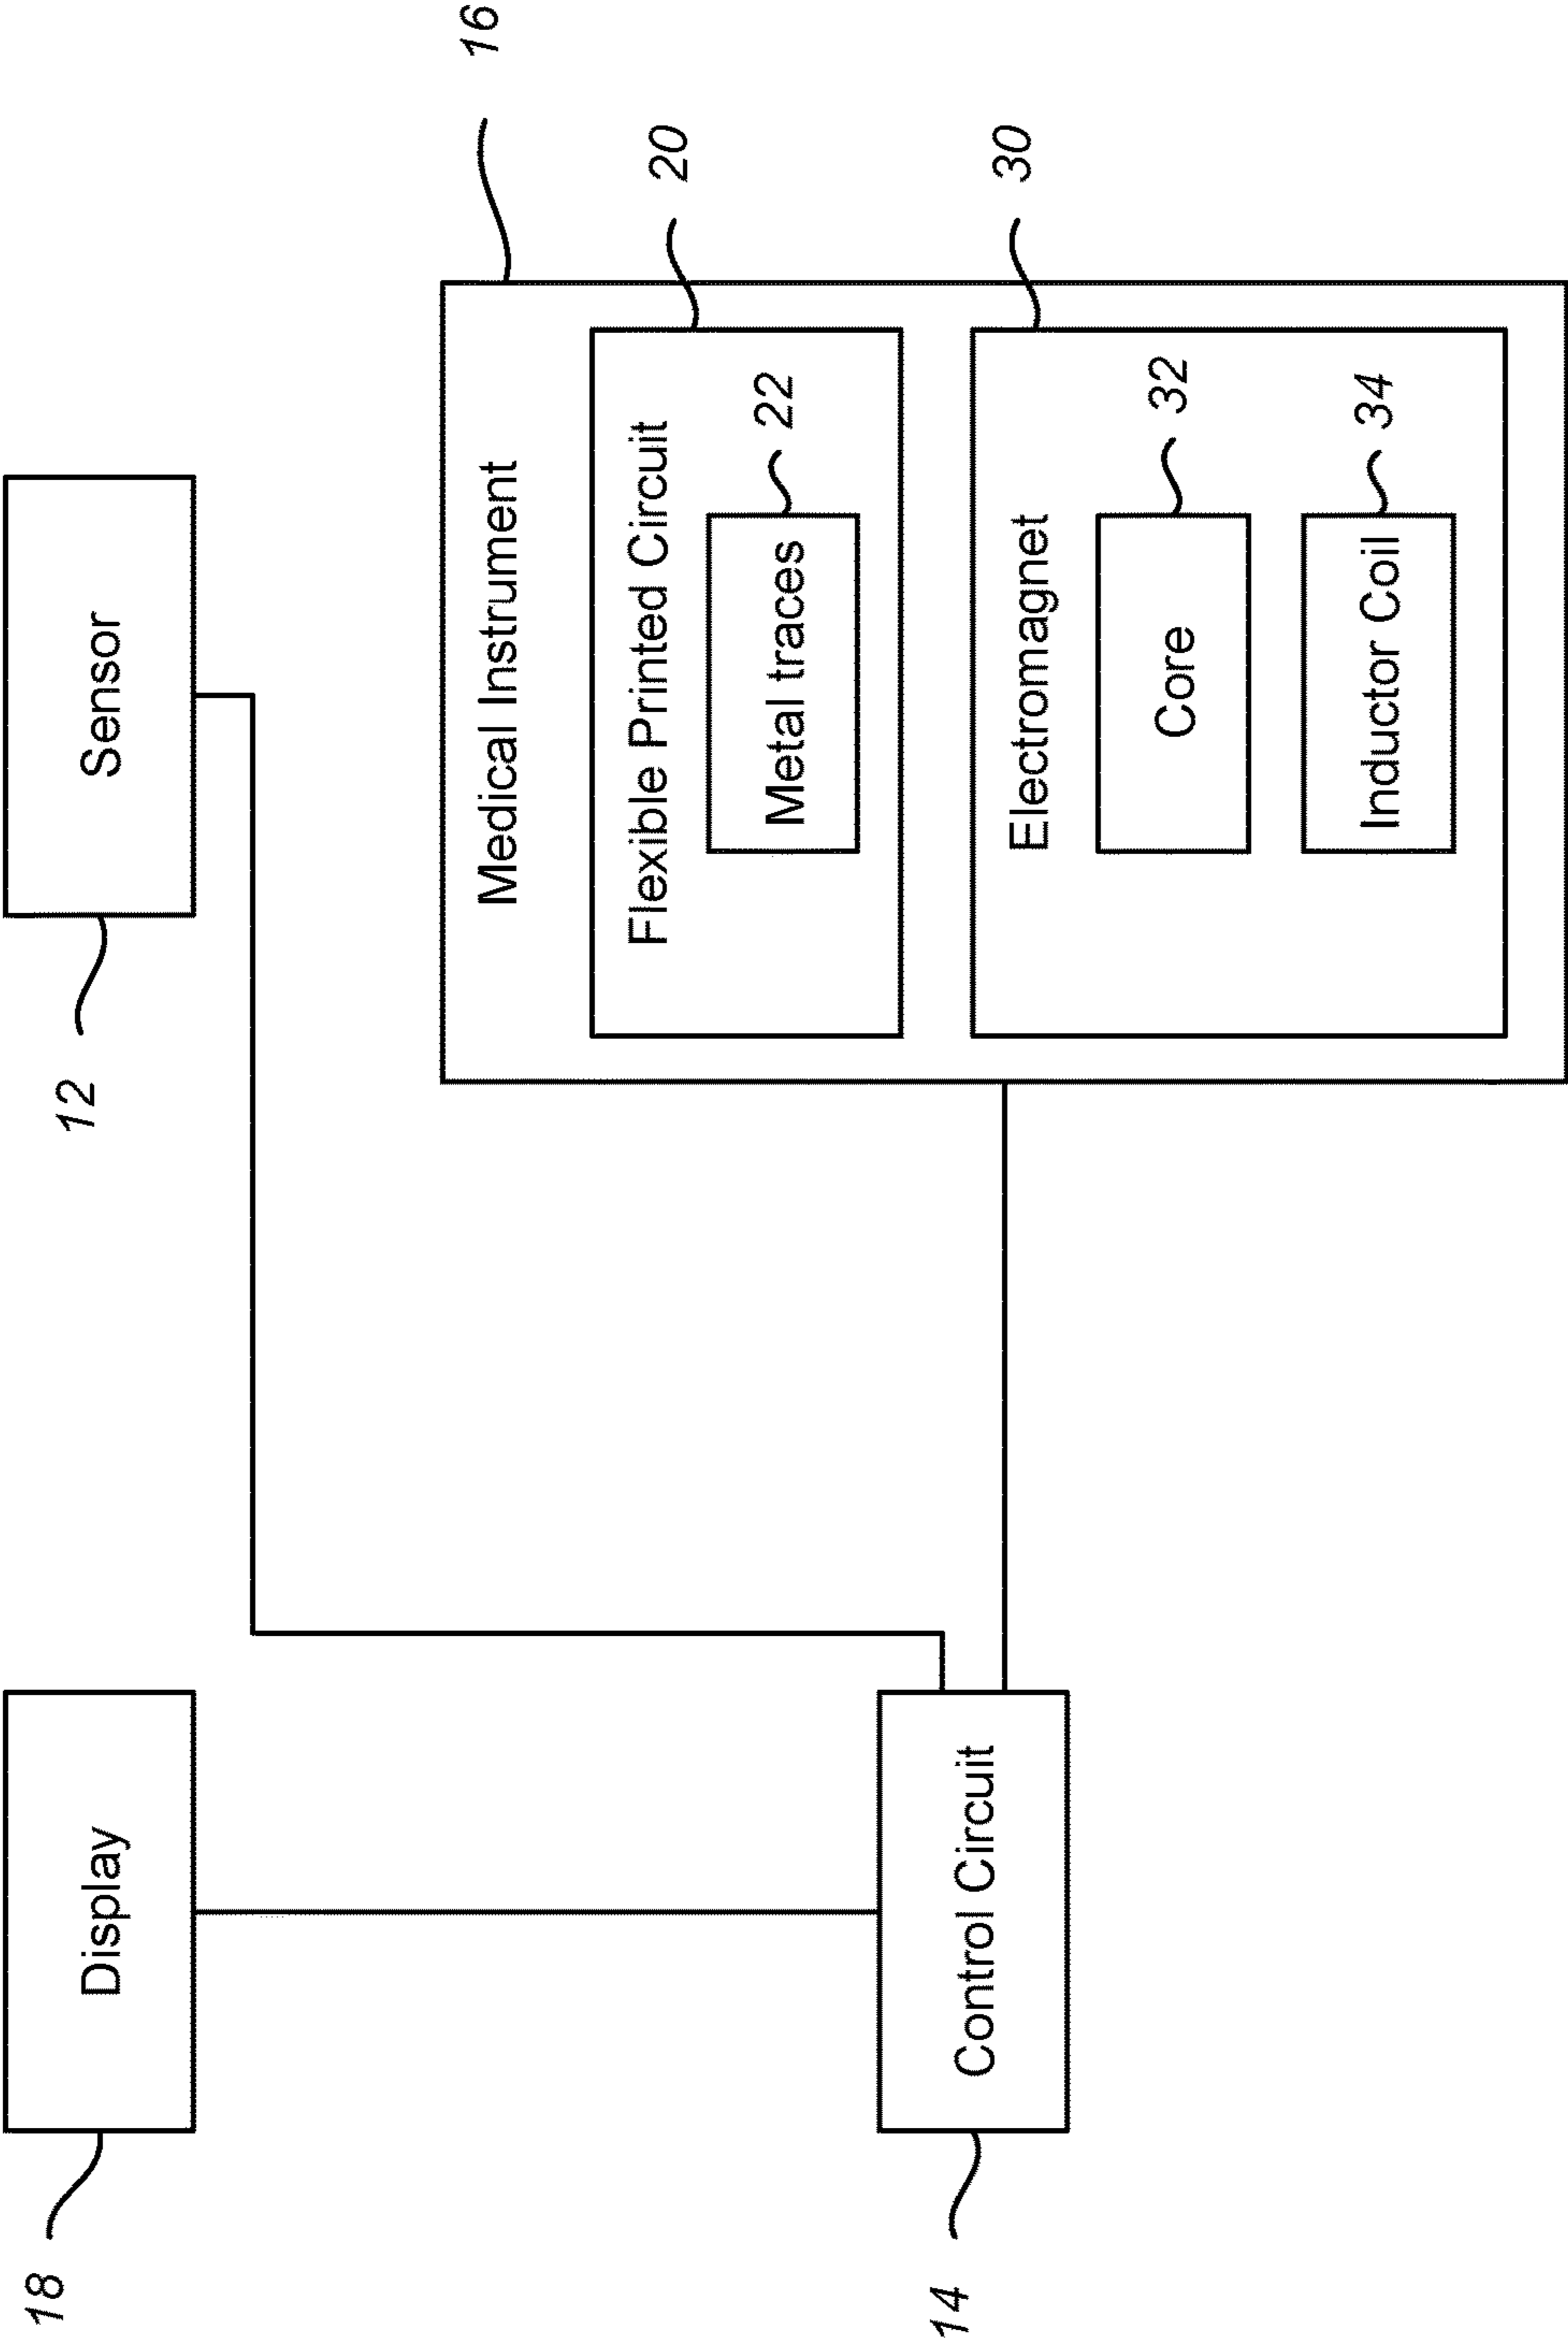 18
Display
12
Sensor
16
Medical Instrument
Flexible Printed Circuit
20
Metal traces
22
14
Control Circuit
Electromagnet
30
Core
32
Inductor Coil
34